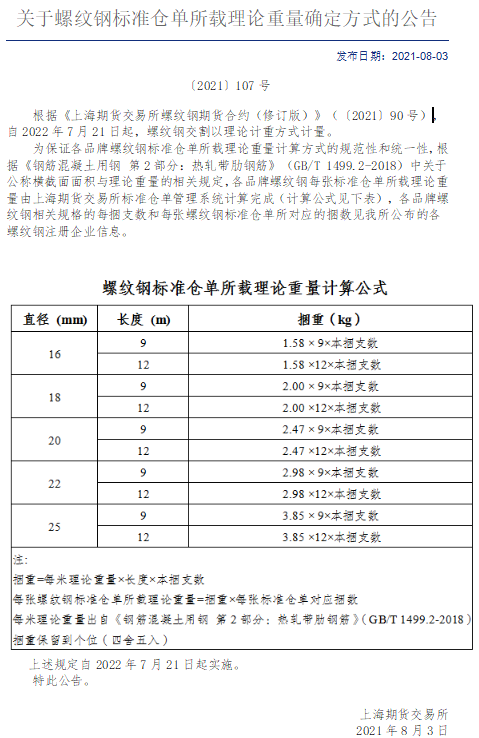 关于螺纹钢标准仓单所载理论重量确定方式的公告
发布日期：2021-08-03
〔2021〕107 号
根据《上海期货交易所螺纹钢期货合约（修订版）》（〔2021〕90 号），
自 2022 年 7 月 21 日起，螺纹钢交割以理论计重方式计量。
为保证各品牌螺纹钢标准仓单所载理论重量计算方式的规范性和统一性，根
据《钢筋混凝土用钢 第 2 部分：热轧带肋钢筋》（GB/T 1499.2-2018）中关于
公称横截面面积与理论重量的相关规定，各品牌螺纹钢每张标准仓单所载理论重
量由上海期货交易所标准仓单管理系统计算完成（计算公式见下表），各品牌螺
纹钢相关规格的每捆支数和每张螺纹钢标准仓单所对应的捆数见我所公布的各
螺纹钢注册企业信息。
螺纹钢标准仓单所载理论重量计算公式
直径 (mm) 长度 (m) 捆重（kg）
16 9 1.58 × 9×本捆支数
12 1.58 ×12×本捆支数
18 9 2.00 × 9×本捆支数
12 2.00 ×12×本捆支数
20 9 2.47 × 9×本捆支数
12 2.47 ×12×本捆支数
22 9 2.98 × 9×本捆支数
12 2.98 ×12×本捆支数
25 9 3.85 × 9×本捆支数
12 3.85 ×12×本捆支数
注：
捆重=每米理论重量×长度×本捆支数
每张螺纹钢标准仓单所载理论重量=捆重×每张标准仓单对应捆数
每米理论重量出自《钢筋混凝土用钢 第 2 部分：热轧带肋钢筋》（GB/T 1499.2-2018）
捆重保留到个位（四舍五入）
上述规定自 2022 年 7 月 21 日起实施。
特此公告。
上海期货交易所
2021 年 8 月 3 日